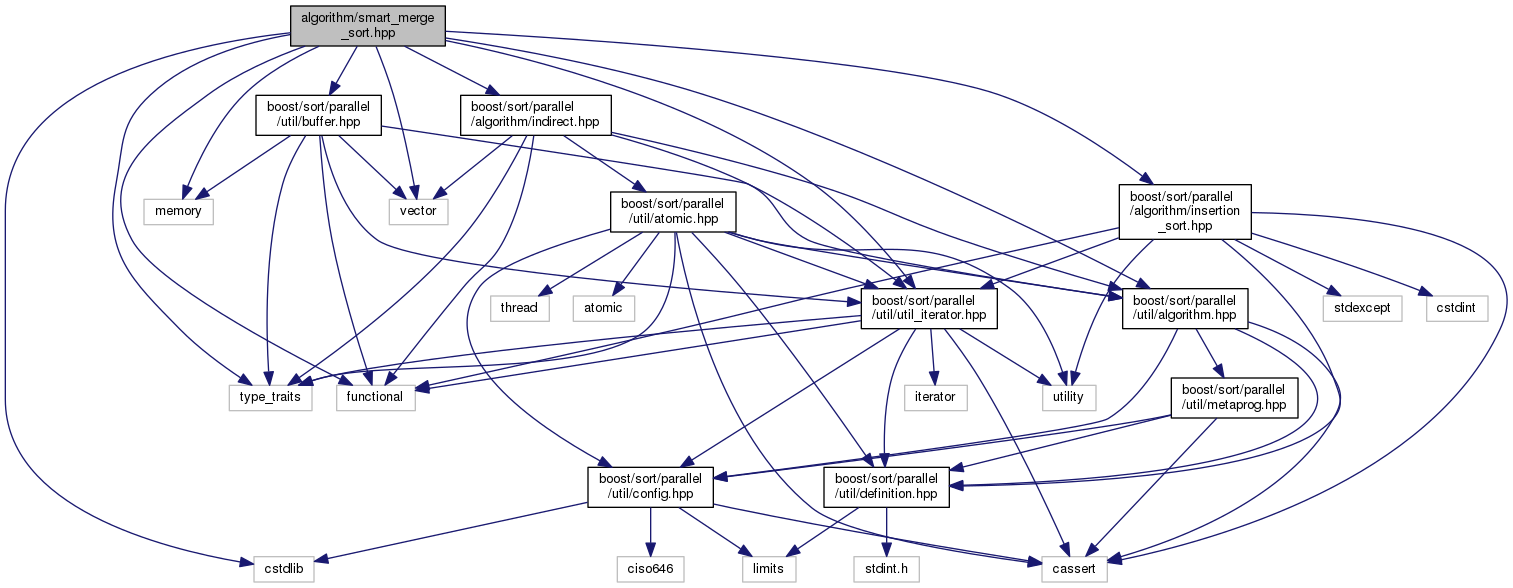 algorithm/smart_merge
_sort.hpp
boost/sort/parallel
/util/buffer.hpp
boost/sort/parallel
/algorithm/indirect.hpp
memory
vector
boost/sort/parallel
/util/atomic.hpp
boost/sort/parallel
/algorithm/insertion
_sort.hpp
thread
atomic
boost/sort/parallel
/util/util_iterator.hpp
boost/sort/parallel
/util/algorithm.hpp
stdexcept
cstdint
type_traits
functional
iterator
utility
boost/sort/parallel
/util/metaprog.hpp
boost/sort/parallel
/util/config.hpp
boost/sort/parallel
/util/definition.hpp
cstdlib
ciso646
limits
stdint.h
cassert